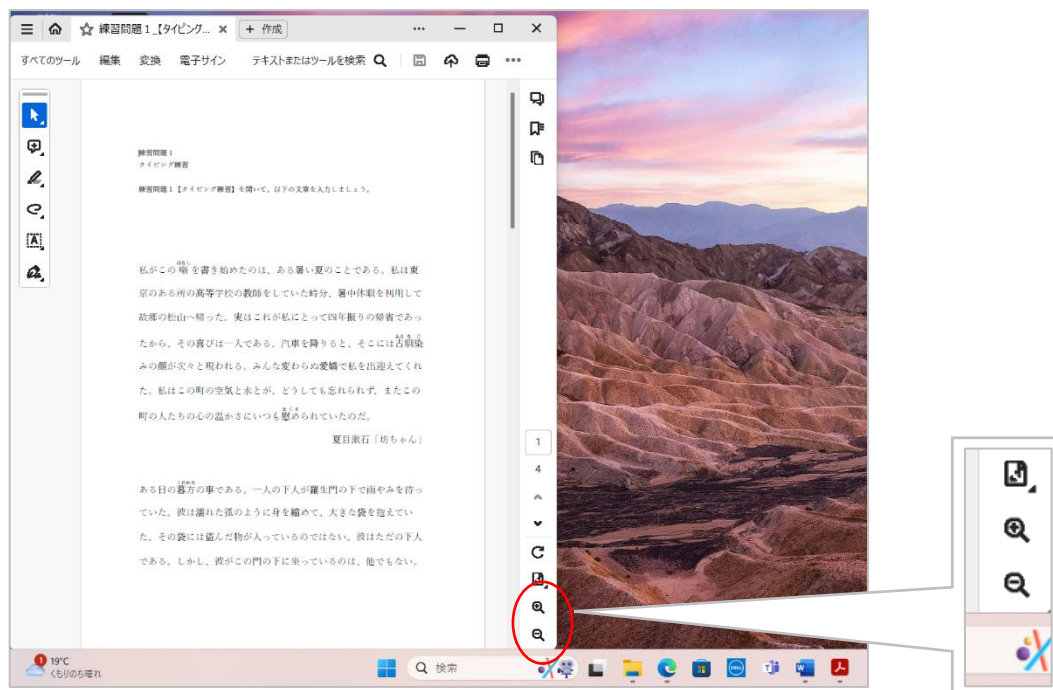 練習問題1_【タイピング...
+ 作成
すべてのツール 編集 変換 電子サイン テキストまたはツールを検索
練習問題1
タイピング練習
練習問題1【タイピング練習】を開いて、以下の文章を入力しましょう。
はなし
私がこの噺を書き始めたのは、ある暑い夏のことである。私は東
京のある所の高等学校の教師をしていた時分、暑中休暇を利用して
故郷の松山へ帰った。実はこれが私にとって四年振りの帰省であっ
あさなじ
たから、その喜びは一入である。汽車を降りると、そこには古馴染
みの顔が次々と現われる。みんな変わらぬ愛嬌で私を出迎えてくれ
た。私はこの町の空気と水とが、どうしても忘れられず、またこの
なぐさ
町の人たちの心の温かさにいつも慰められていたのだ。
夏目漱石「坊ちゃん」
くれかた
ある日の暮方の事である。一人の下人が羅生門の下で雨やみを待っ
ていた。彼は濡れた狐のように身を縮めて、大きな袋を抱えてい
た。その袋には盗んだ物が入っているのではない。彼はただの下人
である。しかし、彼がこの門の下に坐っているのは、他でもない。
1
4
1
19°C
くもりのち晴れ
検索
DELL